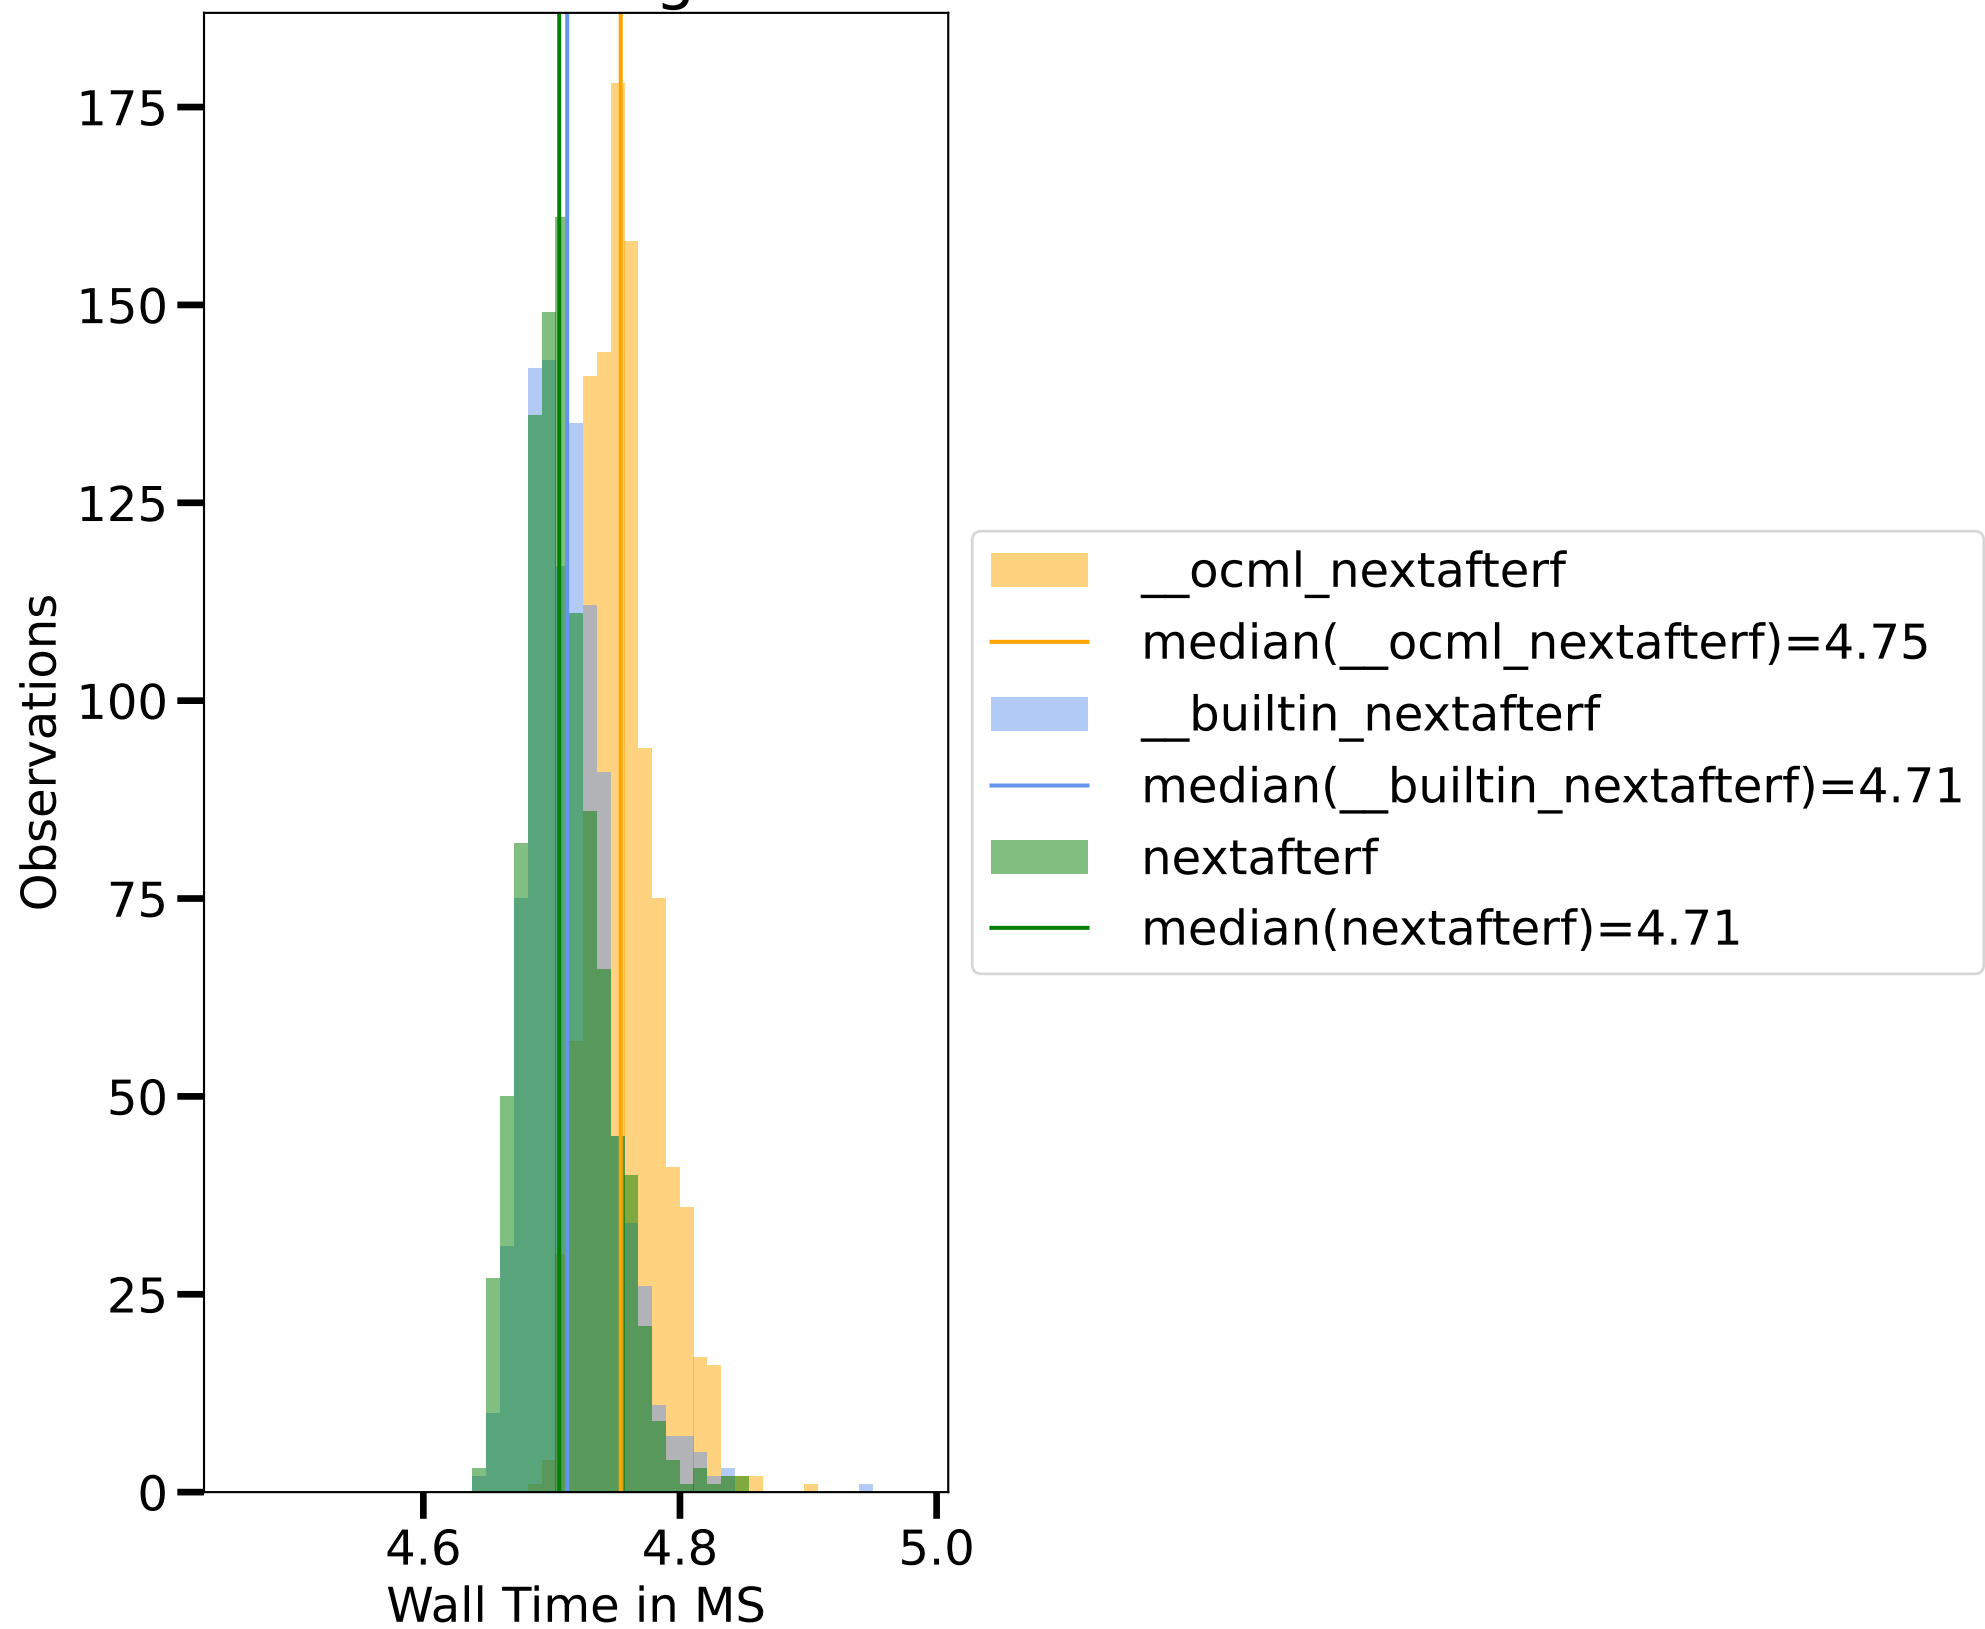 175
150
125
100
75
50
25
0
Observations
4.6 4.8 5.0
Wall Time in MS
__ocml_nextafterf
median(__ocml_nextafterf)=4.75
__builtin_nextafterf
median(__builtin_nextafterf)=4.71
nextafterf
median(nextafterf)=4.71